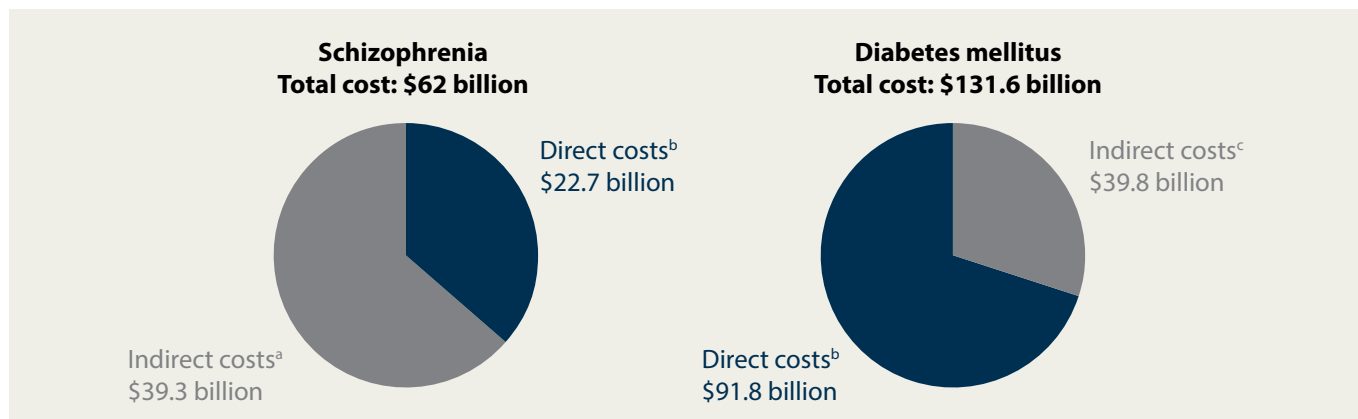 Schizophrenia
Total cost: $62 billion
Direct costsᵇ
$22.7 billion
Indirect costsᵃ
$39.3 billion
Diabetes mellitus
Total cost: $131.6 billion
Indirect costsᶜ
$39.8 billion
Direct costsᵇ
$91.8 billion